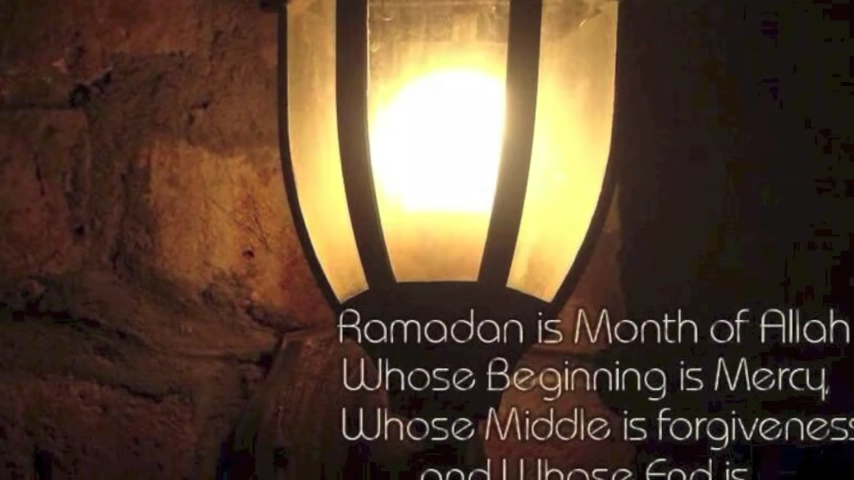 Ramadan is Month of Allah
Whose Beginning is Mercy,
Whose Middle is forgiveness
and Whose End is